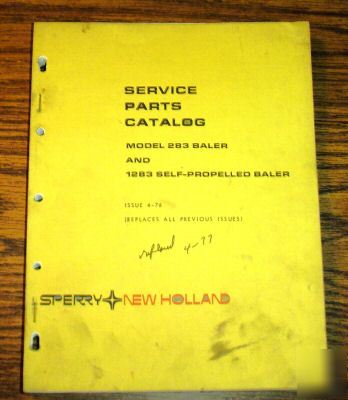 SERVICE
PARTS
CATALOG
MODEL 283 BALER
AND
1283 SELF-PROPELLED BALER
ISSUE 4-76
(REPLACES ALL PREVIOUS ISSUES)
4-77
SPERRY NEW HOLLAND